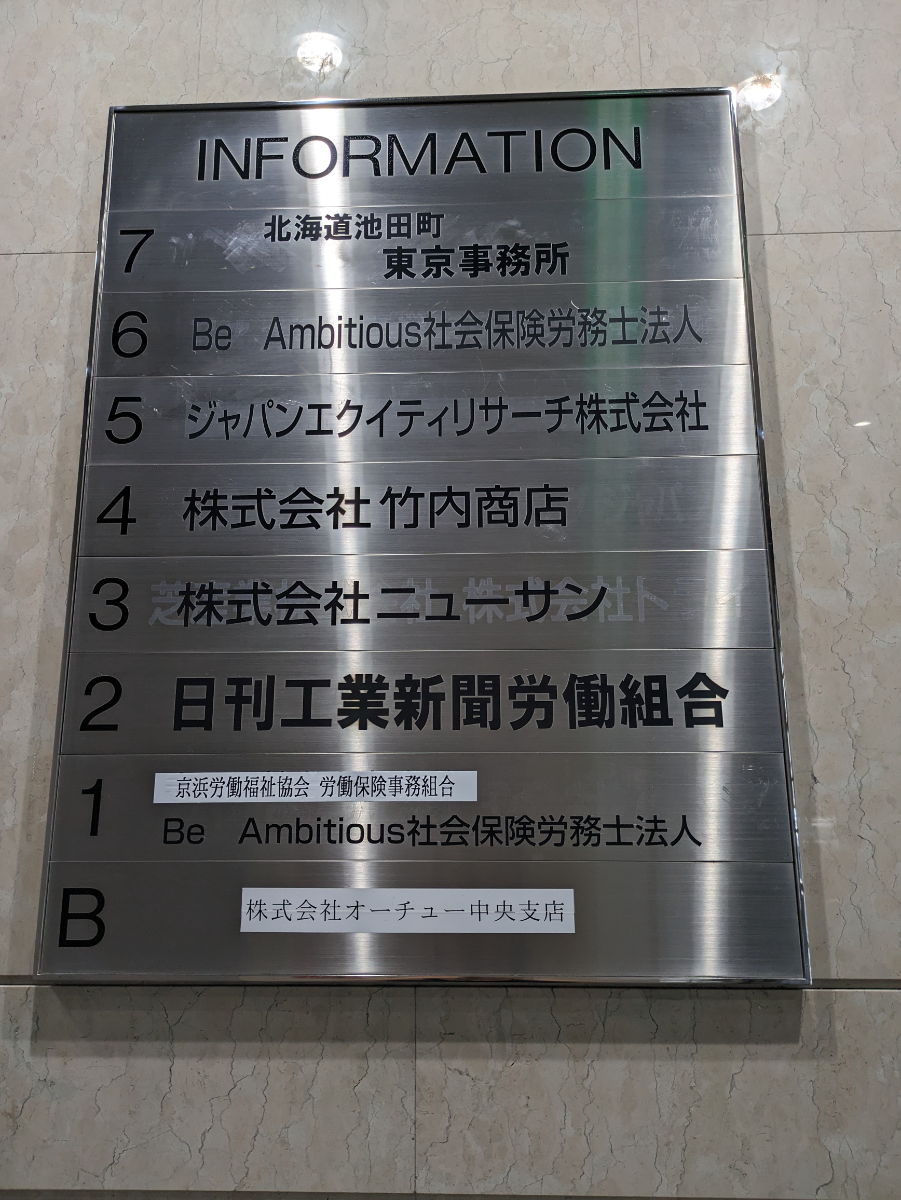 INFORMATION
7 北海道池田町
東京事務所
6 Be Ambitious社会保険労務士法人
5 ジャパンエクイティリサーチ株式会社
4 株式会社 竹内商店
3 株式会社ニューサン
2 日刊工業新聞労働組合
1 京浜労働福祉協会 労働保険事務組合
Be Ambitious社会保険労務士法人
B 株式会社オーチュー中央支店